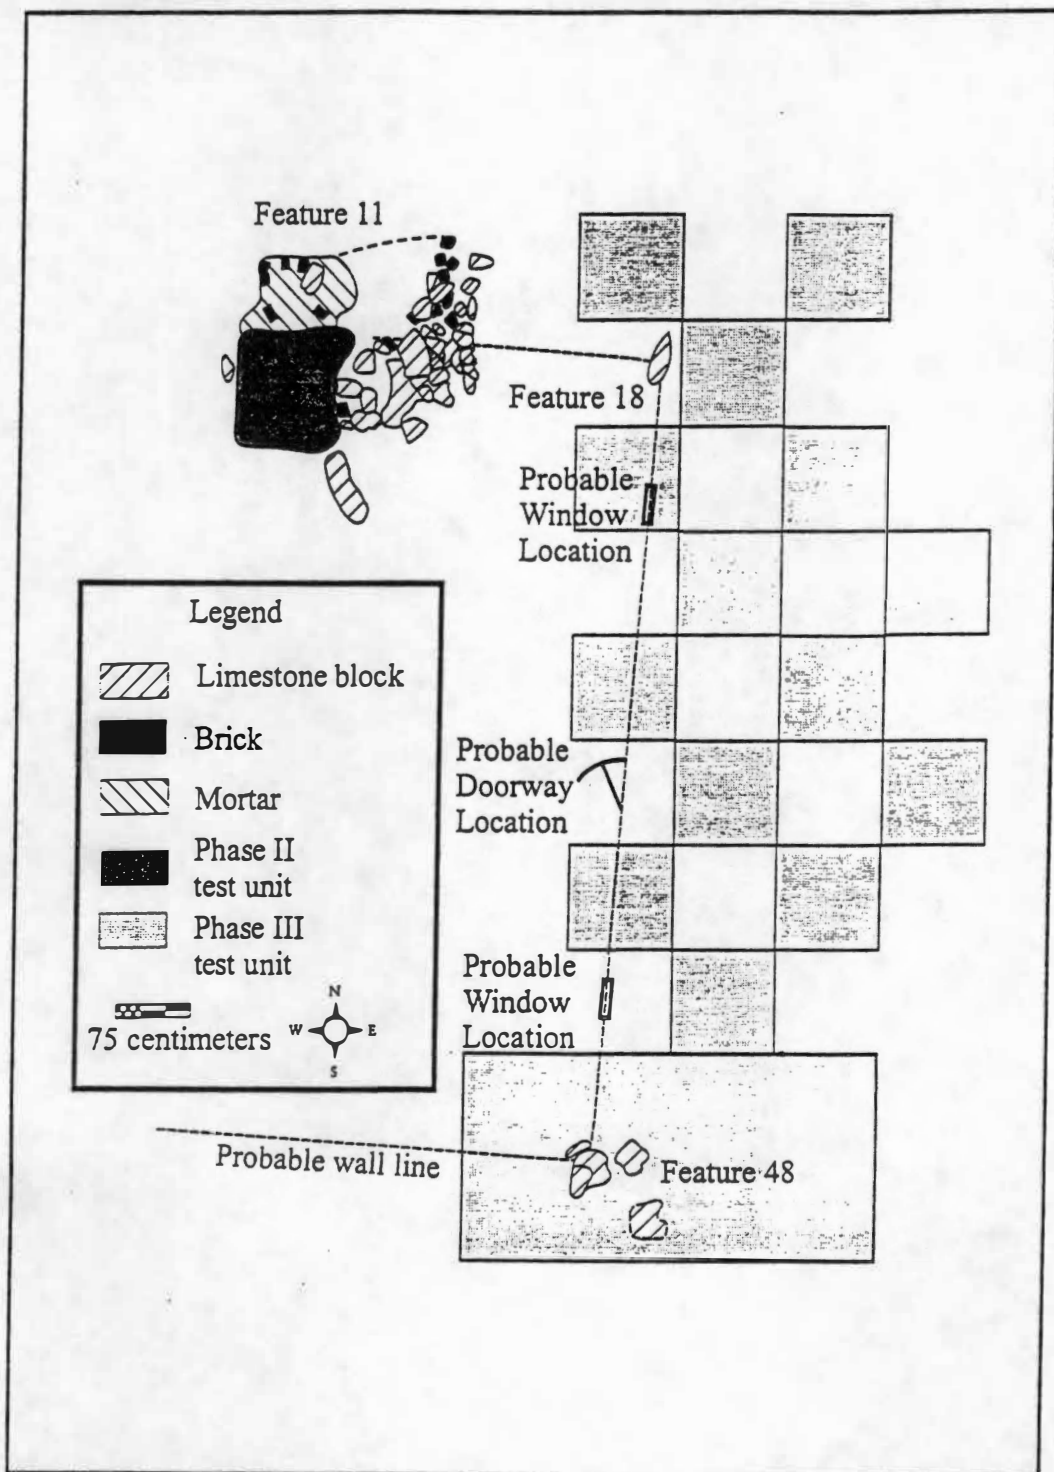 Feature 11
Feature 18
Probable
Window
Location
Legend
Limestone block
Brick
Mortar
Phase II
test unit
Phase III
test unit
75 centimeters
N
W E
S
Probable
Doorway
Location
Probable
Window
Location
Probable wall line
Feature 48